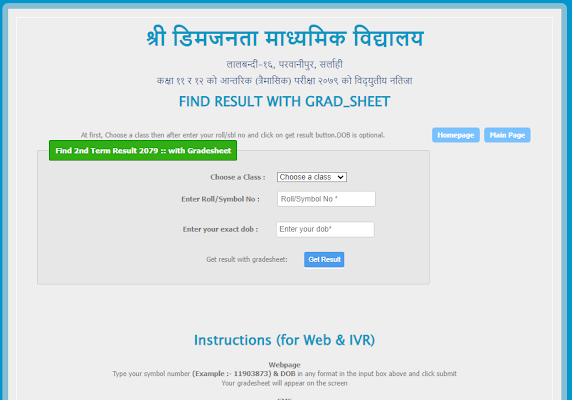 श्री डिमजनता माध्यमिक विद्यालय
लालबन्दी-१६, परवानीपुर, सर्लाही
कक्षा ११ र १२ को आन्तरिक (त्रैमासिक) परीक्षा २०७९ को विद्युतीय नतिजा
FIND RESULT WITH GRAD_SHEET
At first, Choose a class then after enter your roll/sbl no and click on get result button.DOB is optional.
Homepage
Main Page
Find 2nd Term Result 2079 :: with Gradesheet
Choose a Class : Choose a class
Enter Roll/Symbol No : Roll/Symbol No *
Enter your exact dob : Enter your dob*
Get result with gradesheet: Get Result
Instructions (for Web & IVR)
Webpage
Type your symbol number (Example :- 11903873) & DOB in any format in the input box above and click submit
Your gradesheet will appear on the screen